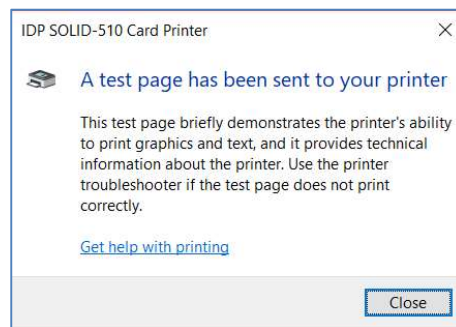 IDP SOLID-510 Card Printer
A test page has been sent to your printer
This test page briefly demonstrates the printer's ability
to print graphics and text, and it provides technical
information about the printer. Use the printer
troubleshooter if the test page does not print
correctly.
Get help with printing
Close